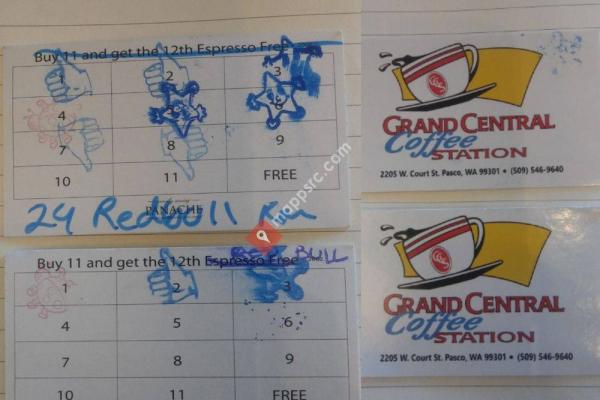 Buy 11 and get the 12th Espresso Free
1 2 3
4
7 8 9
10 11 FREE
PANACHE
24 Redbull
Buy 11 and get the 12th Espresso Free
BULL
1 2 3
4 5 6
7 8 9
10 11 FREE
GRAND CENTRAL
Coffee
STATION
2205 W. Court St. Pasco, WA 99301 • (509) 546-9640
GRAND CENTRAL
Coffee
STATION
2205 W. Court St. Pasco, WA 99301 • (509) 546-9640
mappsrc.com